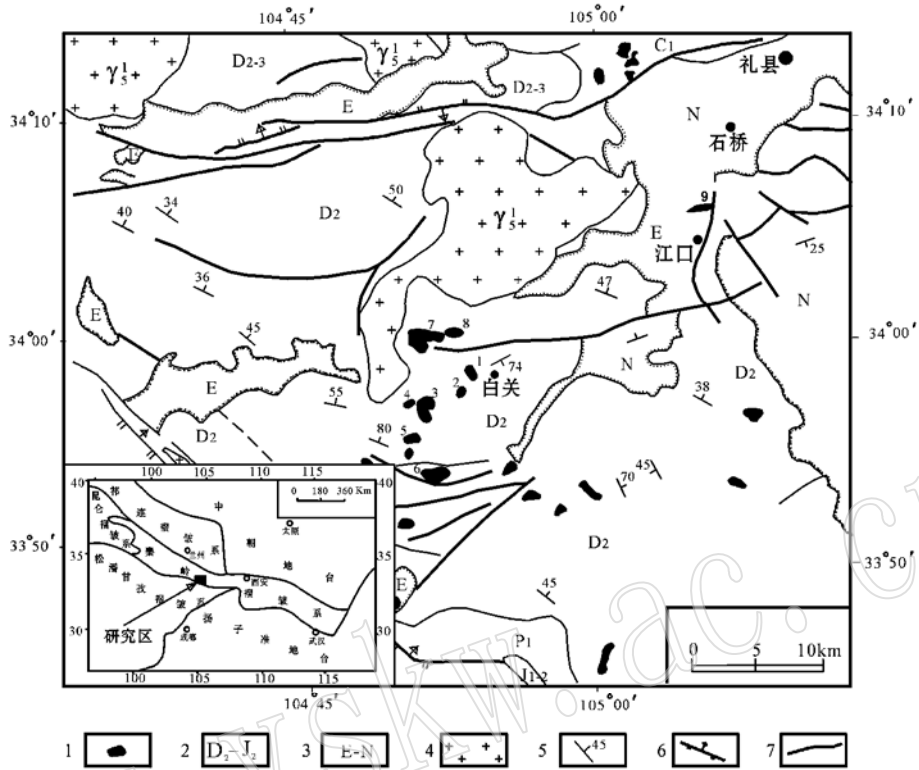 104°45′ 105°00′
γ₅¹ D₂₋₃ γ₅¹ C₁ 礼县
D₂₋₃
E N
34°10′ 34°10′
石桥
40 34 D₂ 50 9
γ₅¹ E 江口 25
36 47 N
E
34°00′ 45 7 8 34°00′
1 74 N D₂
E 2 白关 38
55 4 3
D₂ 80 D₂
5
6 70 45
33°50′ D₂ 33°50′
E 45
P₁
J₁₋₂
0 5 10km
100 105 110 115
40 40
0 180 360 Km
太原
兰州
35 西安 35
研究区
30 成都 武汉 30
100 105 110 115
104°45′ 105°00′
1 2 D₂–J₂ 3 E-N 4 5 45 6 7